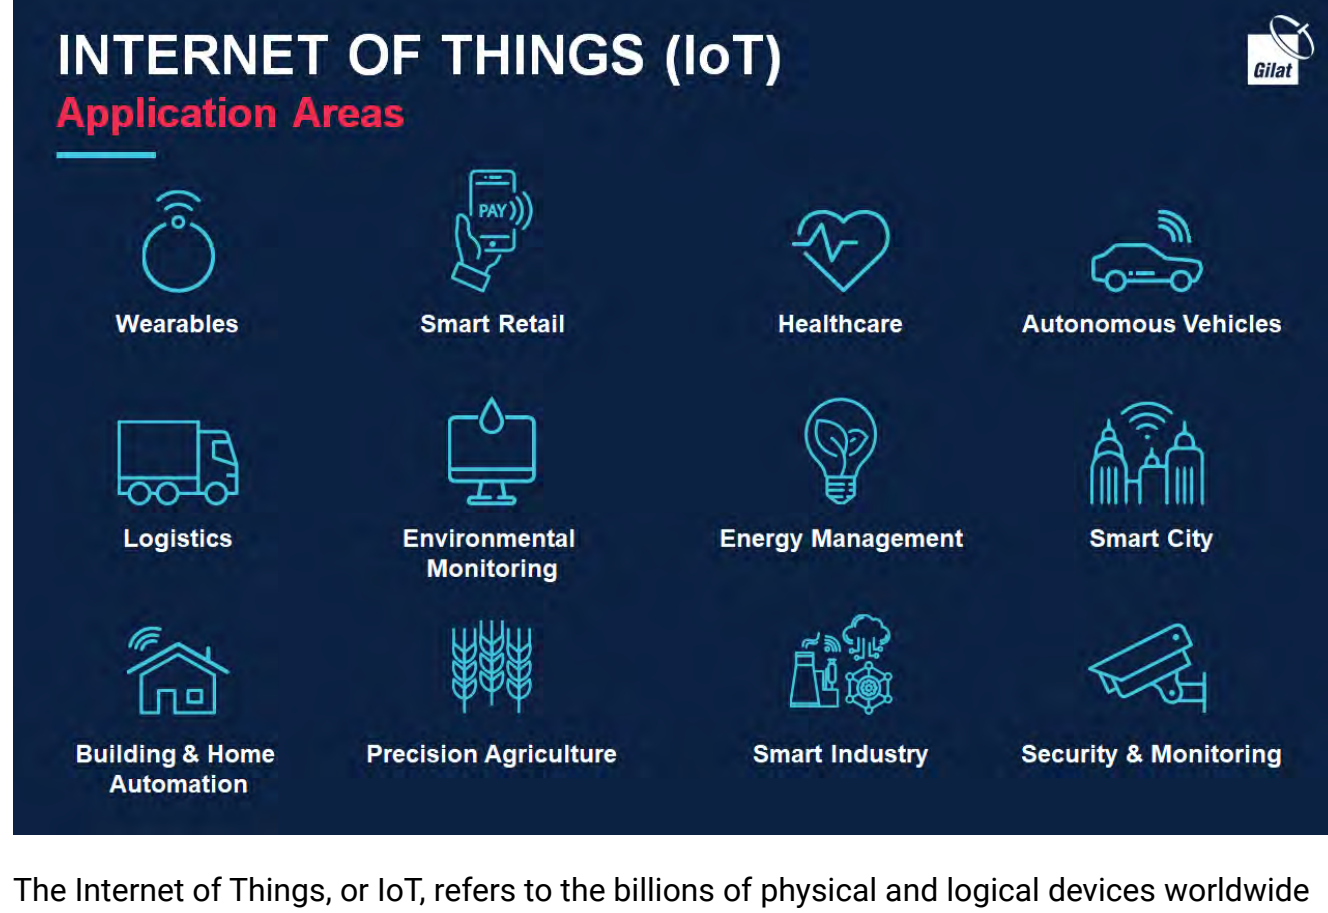 INTERNET OF THINGS (IoT)
Gilat
Application Areas
PAY
Wearables
Smart Retail
Healthcare
Autonomous Vehicles
Logistics
Environmental
Monitoring
Energy Management
Smart City
Building & Home
Automation
Precision Agriculture
Smart Industry
Security & Monitoring
The Internet of Things, or IoT, refers to the billions of physical and logical devices worldwide